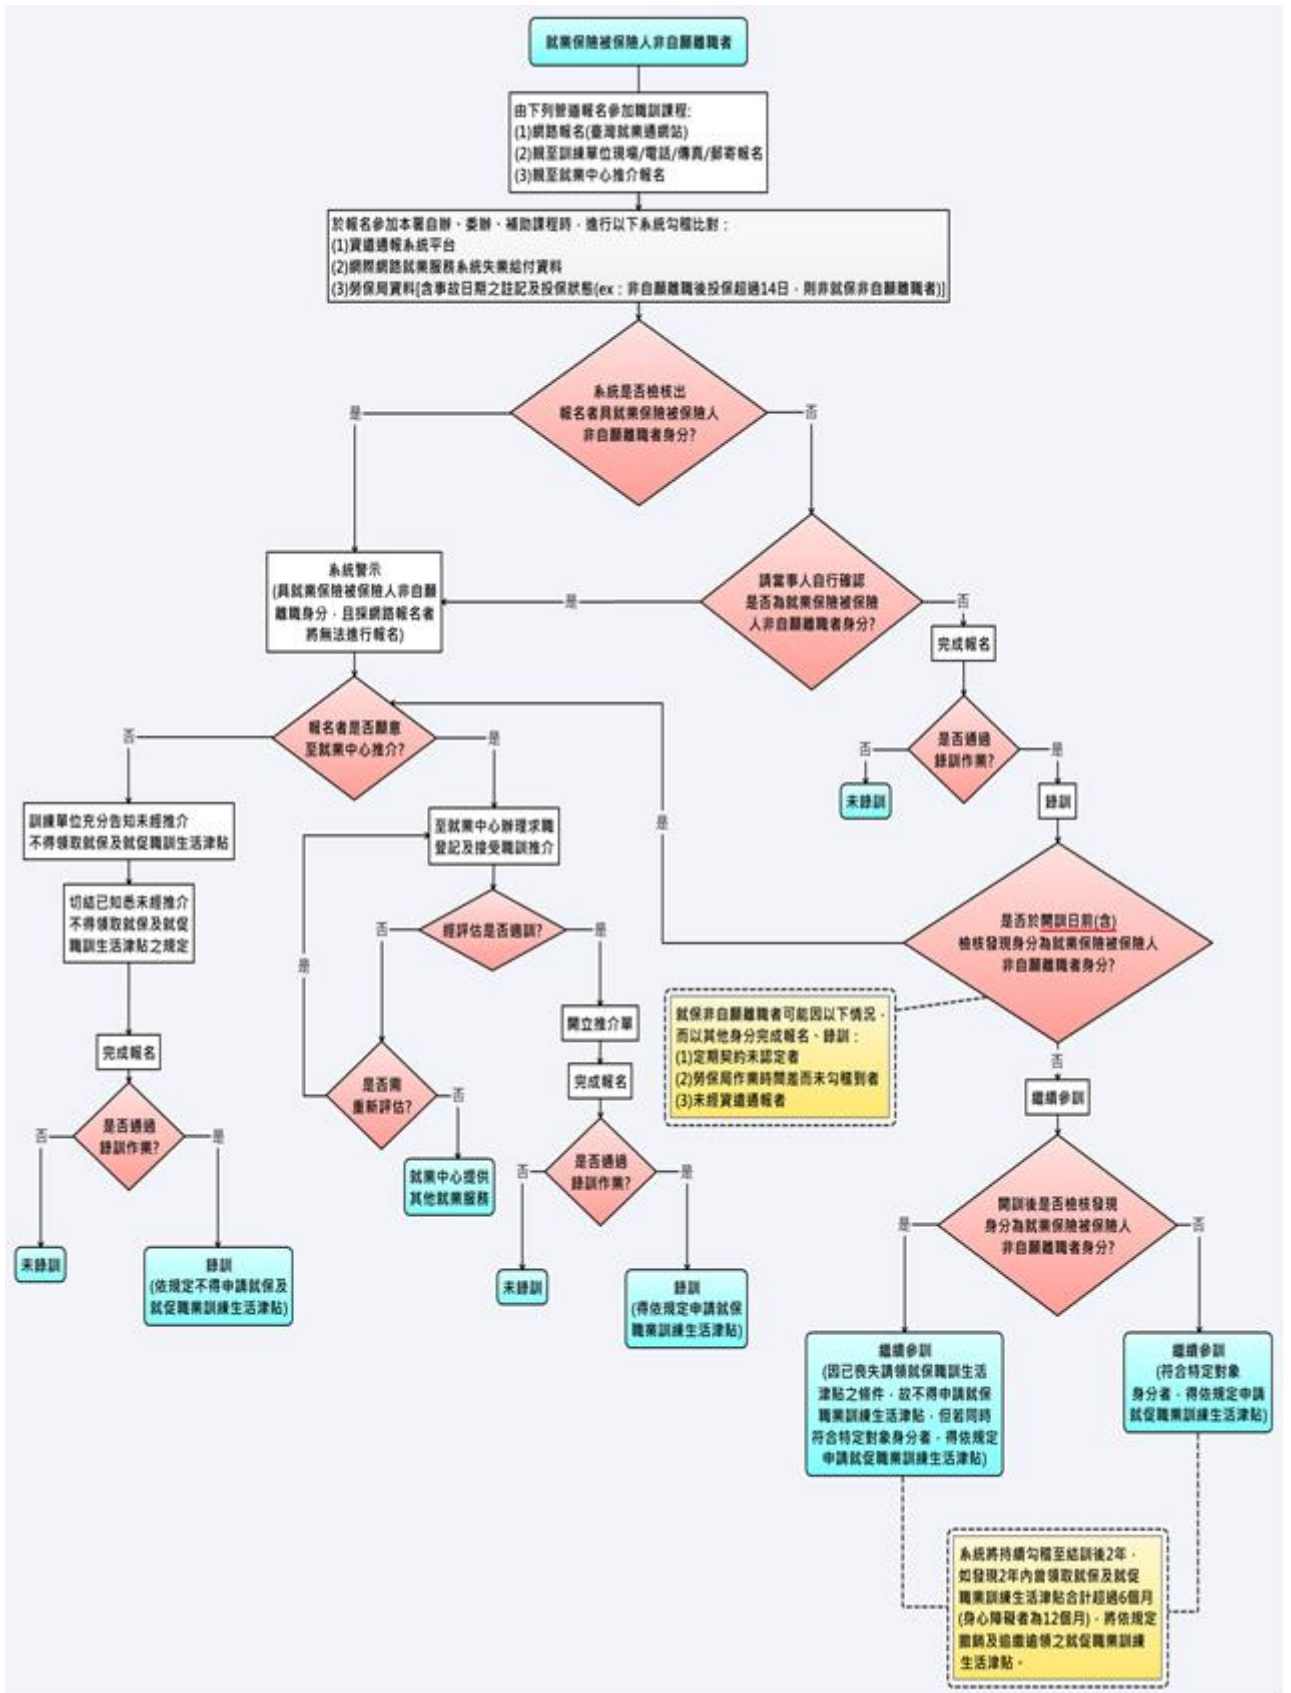 就業保險被保險人非自願離職者
由下列管道報名參加職訓課程:
(1)網路報名(臺灣就業通網站)
(2)親至訓練單位現場/電話/傳真/郵寄報名
(3)親至就業中心推介報名
於報名參加本署自辦、委辦、補助課程時，進行以下系統勾稽比對：
(1)資遣通報系統平台
(2)網際網路就業服務系統失業給付資料
(3)勞保局資料[含事故日期之註記及投保狀態(ex：非自願離職後投保超過14日，則非就保非自願離職者)]
系統是否檢核出
報名者具就業保險被保險人
非自願離職者身分?
是
否
系統警示
(具就業保險被保險人非自願
離職身分，且採網路報名者
將無法進行報名)
請當事人自行確認
是否為就業保險被保險
人非自願離職者身分?
是
否
完成報名
報名者是否願意
至就業中心推介?
否
是
是否通過
錄訓作業?
否
是
未錄訓
錄訓
訓練單位充分告知未經推介
不得領取就保及就促職訓生活津貼
至就業中心辦理求職
登記及接受職訓推介
是
切結已知悉未經推介
不得領取就保及就促
職訓生活津貼之規定
經評估是否適訓?
否
是
是否於開訓日前(含)
檢核發現身分為就業保險被保險人
非自願離職者身分?
是
否
就保非自願離職者可能因以下情況，
而以其他身分完成報名、錄訓：
(1)定期契約未認定者
(2)勞保局作業時間差而未勾稽到者
(3)未經資遣通報者
開立推介單
完成報名
完成報名
是否需
重新評估?
否
繼續參訓
是否通過
錄訓作業?
否
是
就業中心提供
其他就業服務
是否通過
錄訓作業?
否
是
開訓後是否檢核發現
身分為就業保險被保險人
非自願離職者身分?
是
否
未錄訓
錄訓
(依規定不得申請就保及
就促職業訓練生活津貼)
未錄訓
錄訓
(得依規定申請就保
職業訓練生活津貼)
繼續參訓
(因已喪失請領就保職訓生活
津貼之條件，故不得申請就保
職業訓練生活津貼，但若同時
符合特定對象身分者，得依規定
申請就促職業訓練生活津貼)
繼續參訓
(符合特定對象
身分者，得依規定申請
就促職業訓練生活津貼)
系統將持續勾稽至結訓後2年，
如發現2年內曾領取就保及就促
職業訓練生活津貼合計超過6個月
(身心障礙者為12個月)，將依規定
撤銷及追繳逾領之就促職業訓練
生活津貼。